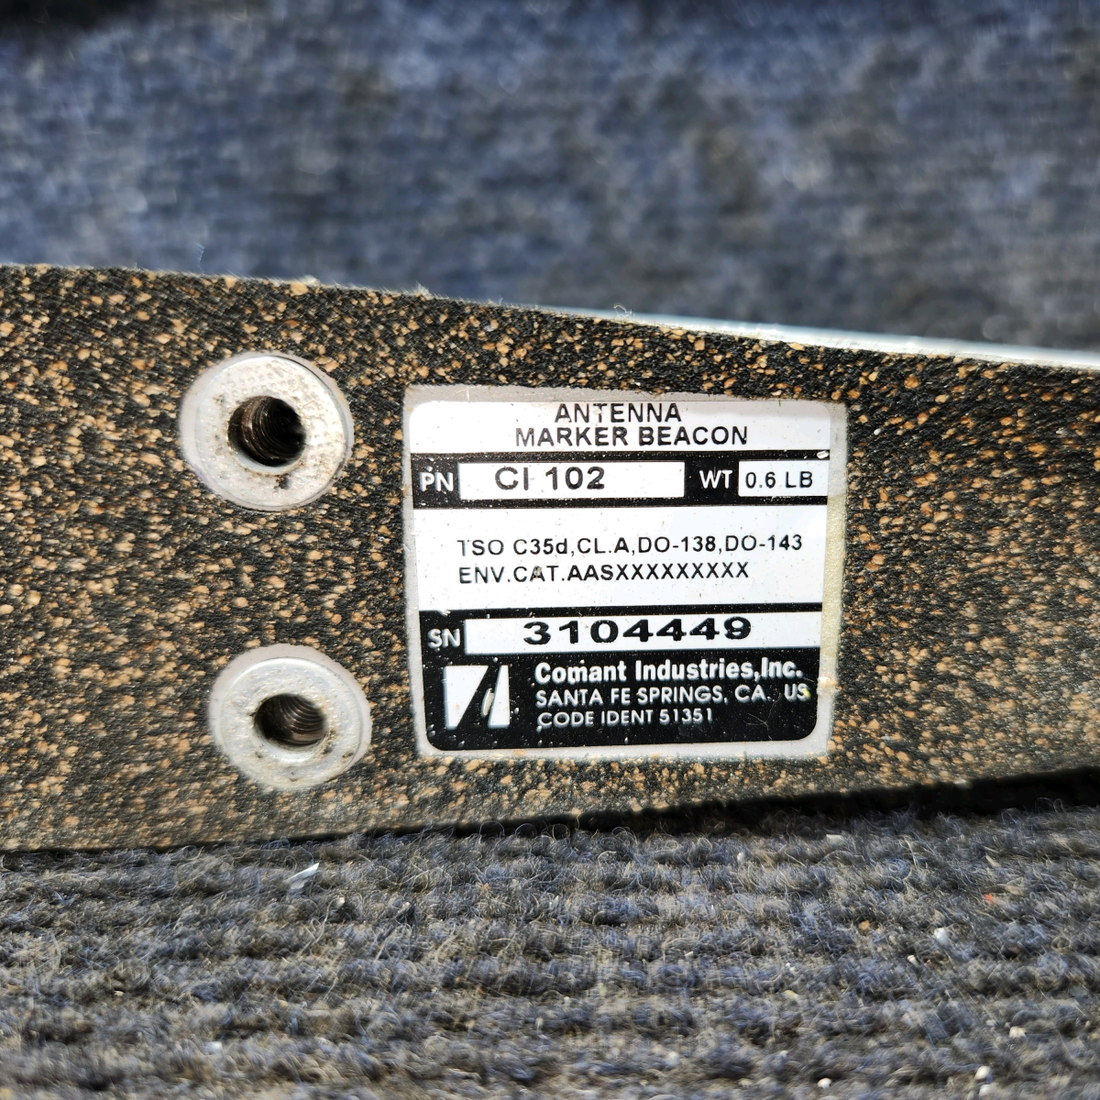 ANTENNA
MARKER BEACON
PN CI 102 WT 0.6 LB
TSO C35d,CL.A,DO-138,DO-143
ENV.CAT.AASXXXXXXXXX
SN 3104449
Comant Industries,Inc.
SANTA FE SPRINGS, CA. US
CODE IDENT 51351